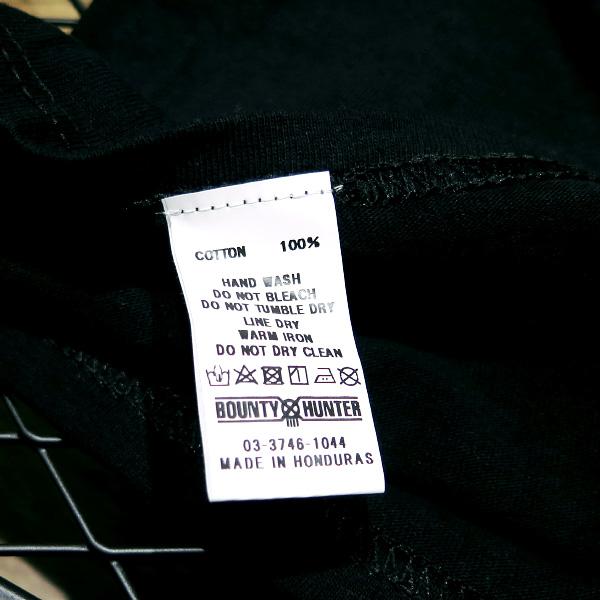 COTTON 100%
HAND WASH
DO NOT BLEACH
DO NOT TUMBLE DRY
LINE DRY
WARM IRON
DO NOT DRY CLEAN
BOUNTY HUNTER
03-3746-1044
MADE IN HONDURAS